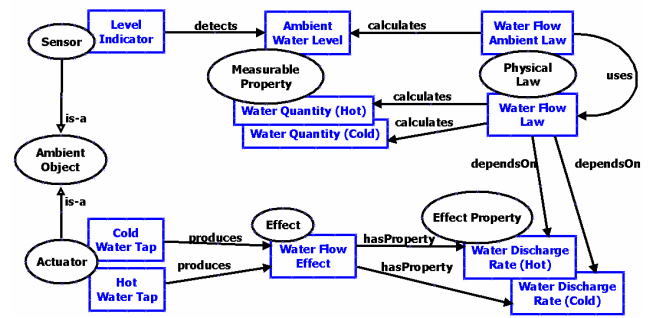 Sensor
Level
Indicator
detects
Ambient
Water Level
calculates
Water Flow
Ambient Law
uses
Measurable
Property
Physical
Law
Water Quantity (Hot)
Water Quantity (Cold)
calculates
calculates
Water Flow
Law
is-a
Ambient
Object
is-a
dependsOn
dependsOn
Actuator
Cold
Water Tap
Hot
Water Tap
produces
produces
Effect
Water Flow
Effect
hasProperty
hasProperty
Effect Property
Water Discharge
Rate (Hot)
Water Discharge
Rate (Cold)